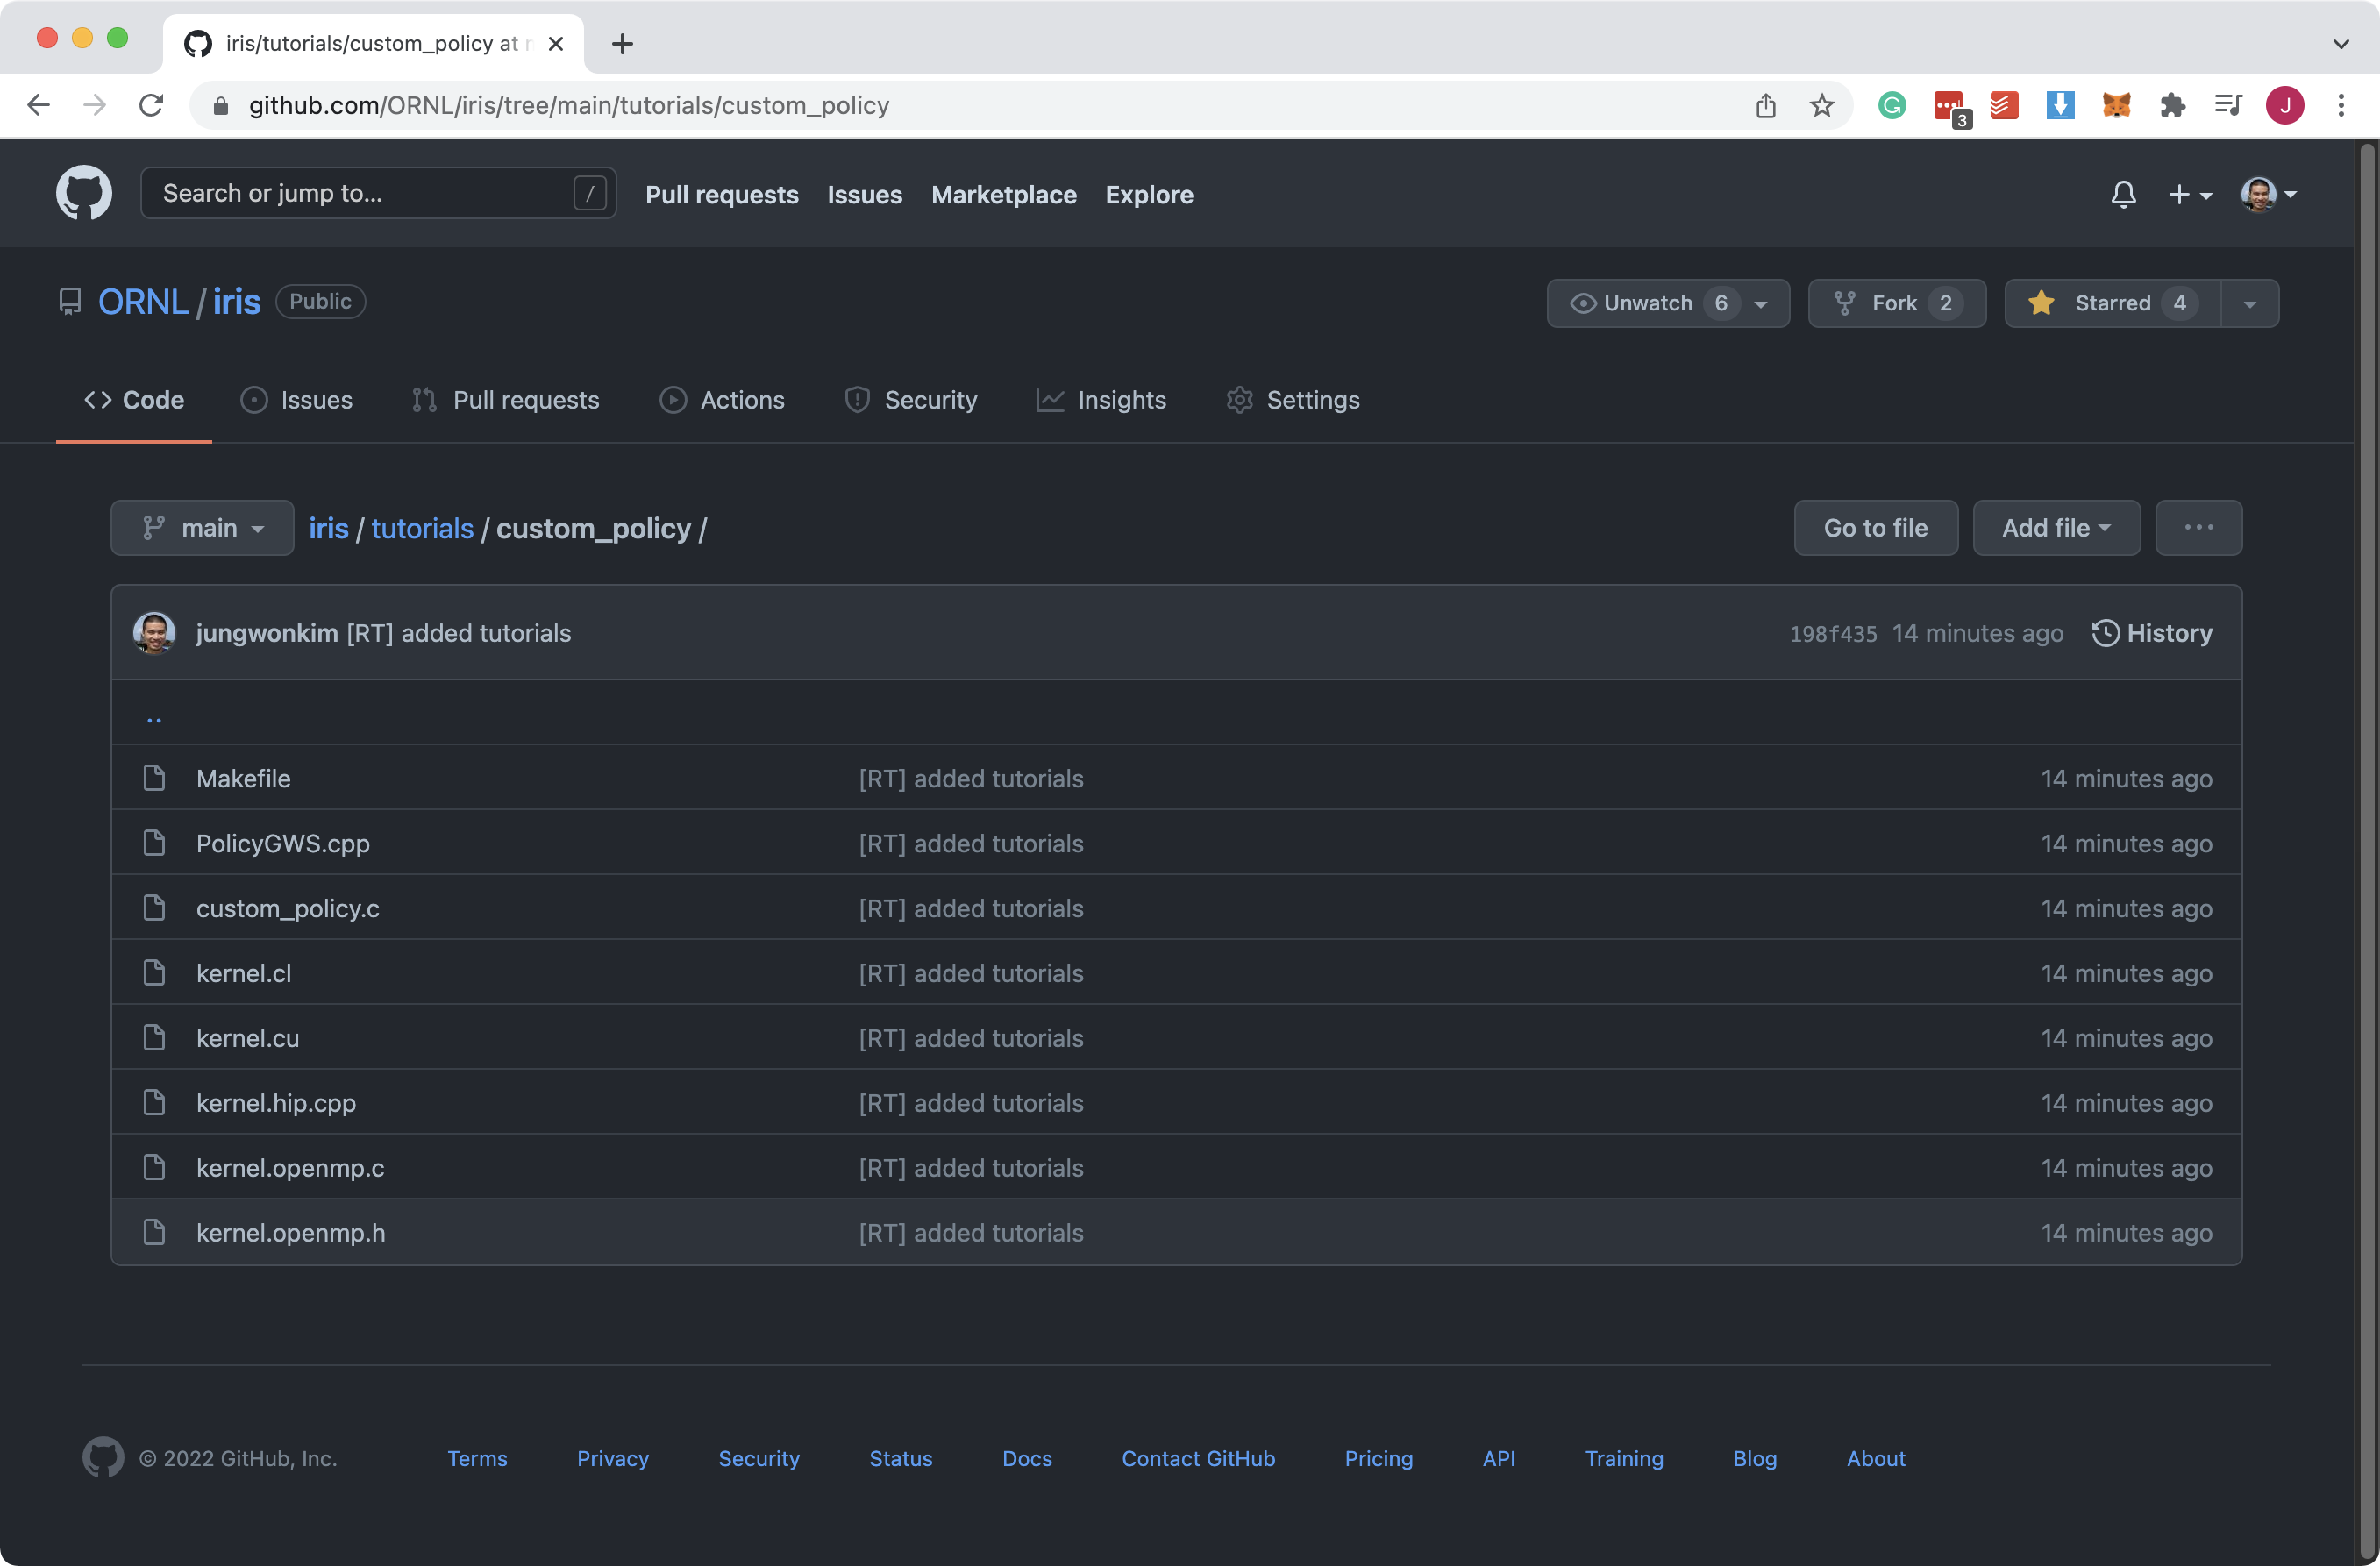 iris/tutorials/custom_policy at
github.com/ORNL/iris/tree/main/tutorials/custom_policy
3
J
Search or jump to... /
Pull requests Issues Marketplace Explore
ORNL / iris Public
Unwatch 6 Fork 2 Starred 4
Code Issues Pull requests Actions Security Insights Settings
main iris / tutorials / custom_policy / Go to file Add file ...
jungwonkim [RT] added tutorials 198f435 14 minutes ago History
..
Makefile [RT] added tutorials 14 minutes ago
PolicyGWS.cpp [RT] added tutorials 14 minutes ago
custom_policy.c [RT] added tutorials 14 minutes ago
kernel.cl [RT] added tutorials 14 minutes ago
kernel.cu [RT] added tutorials 14 minutes ago
kernel.hip.cpp [RT] added tutorials 14 minutes ago
kernel.openmp.c [RT] added tutorials 14 minutes ago
kernel.openmp.h [RT] added tutorials 14 minutes ago
© 2022 GitHub, Inc. Terms Privacy Security Status Docs Contact GitHub Pricing API Training Blog About